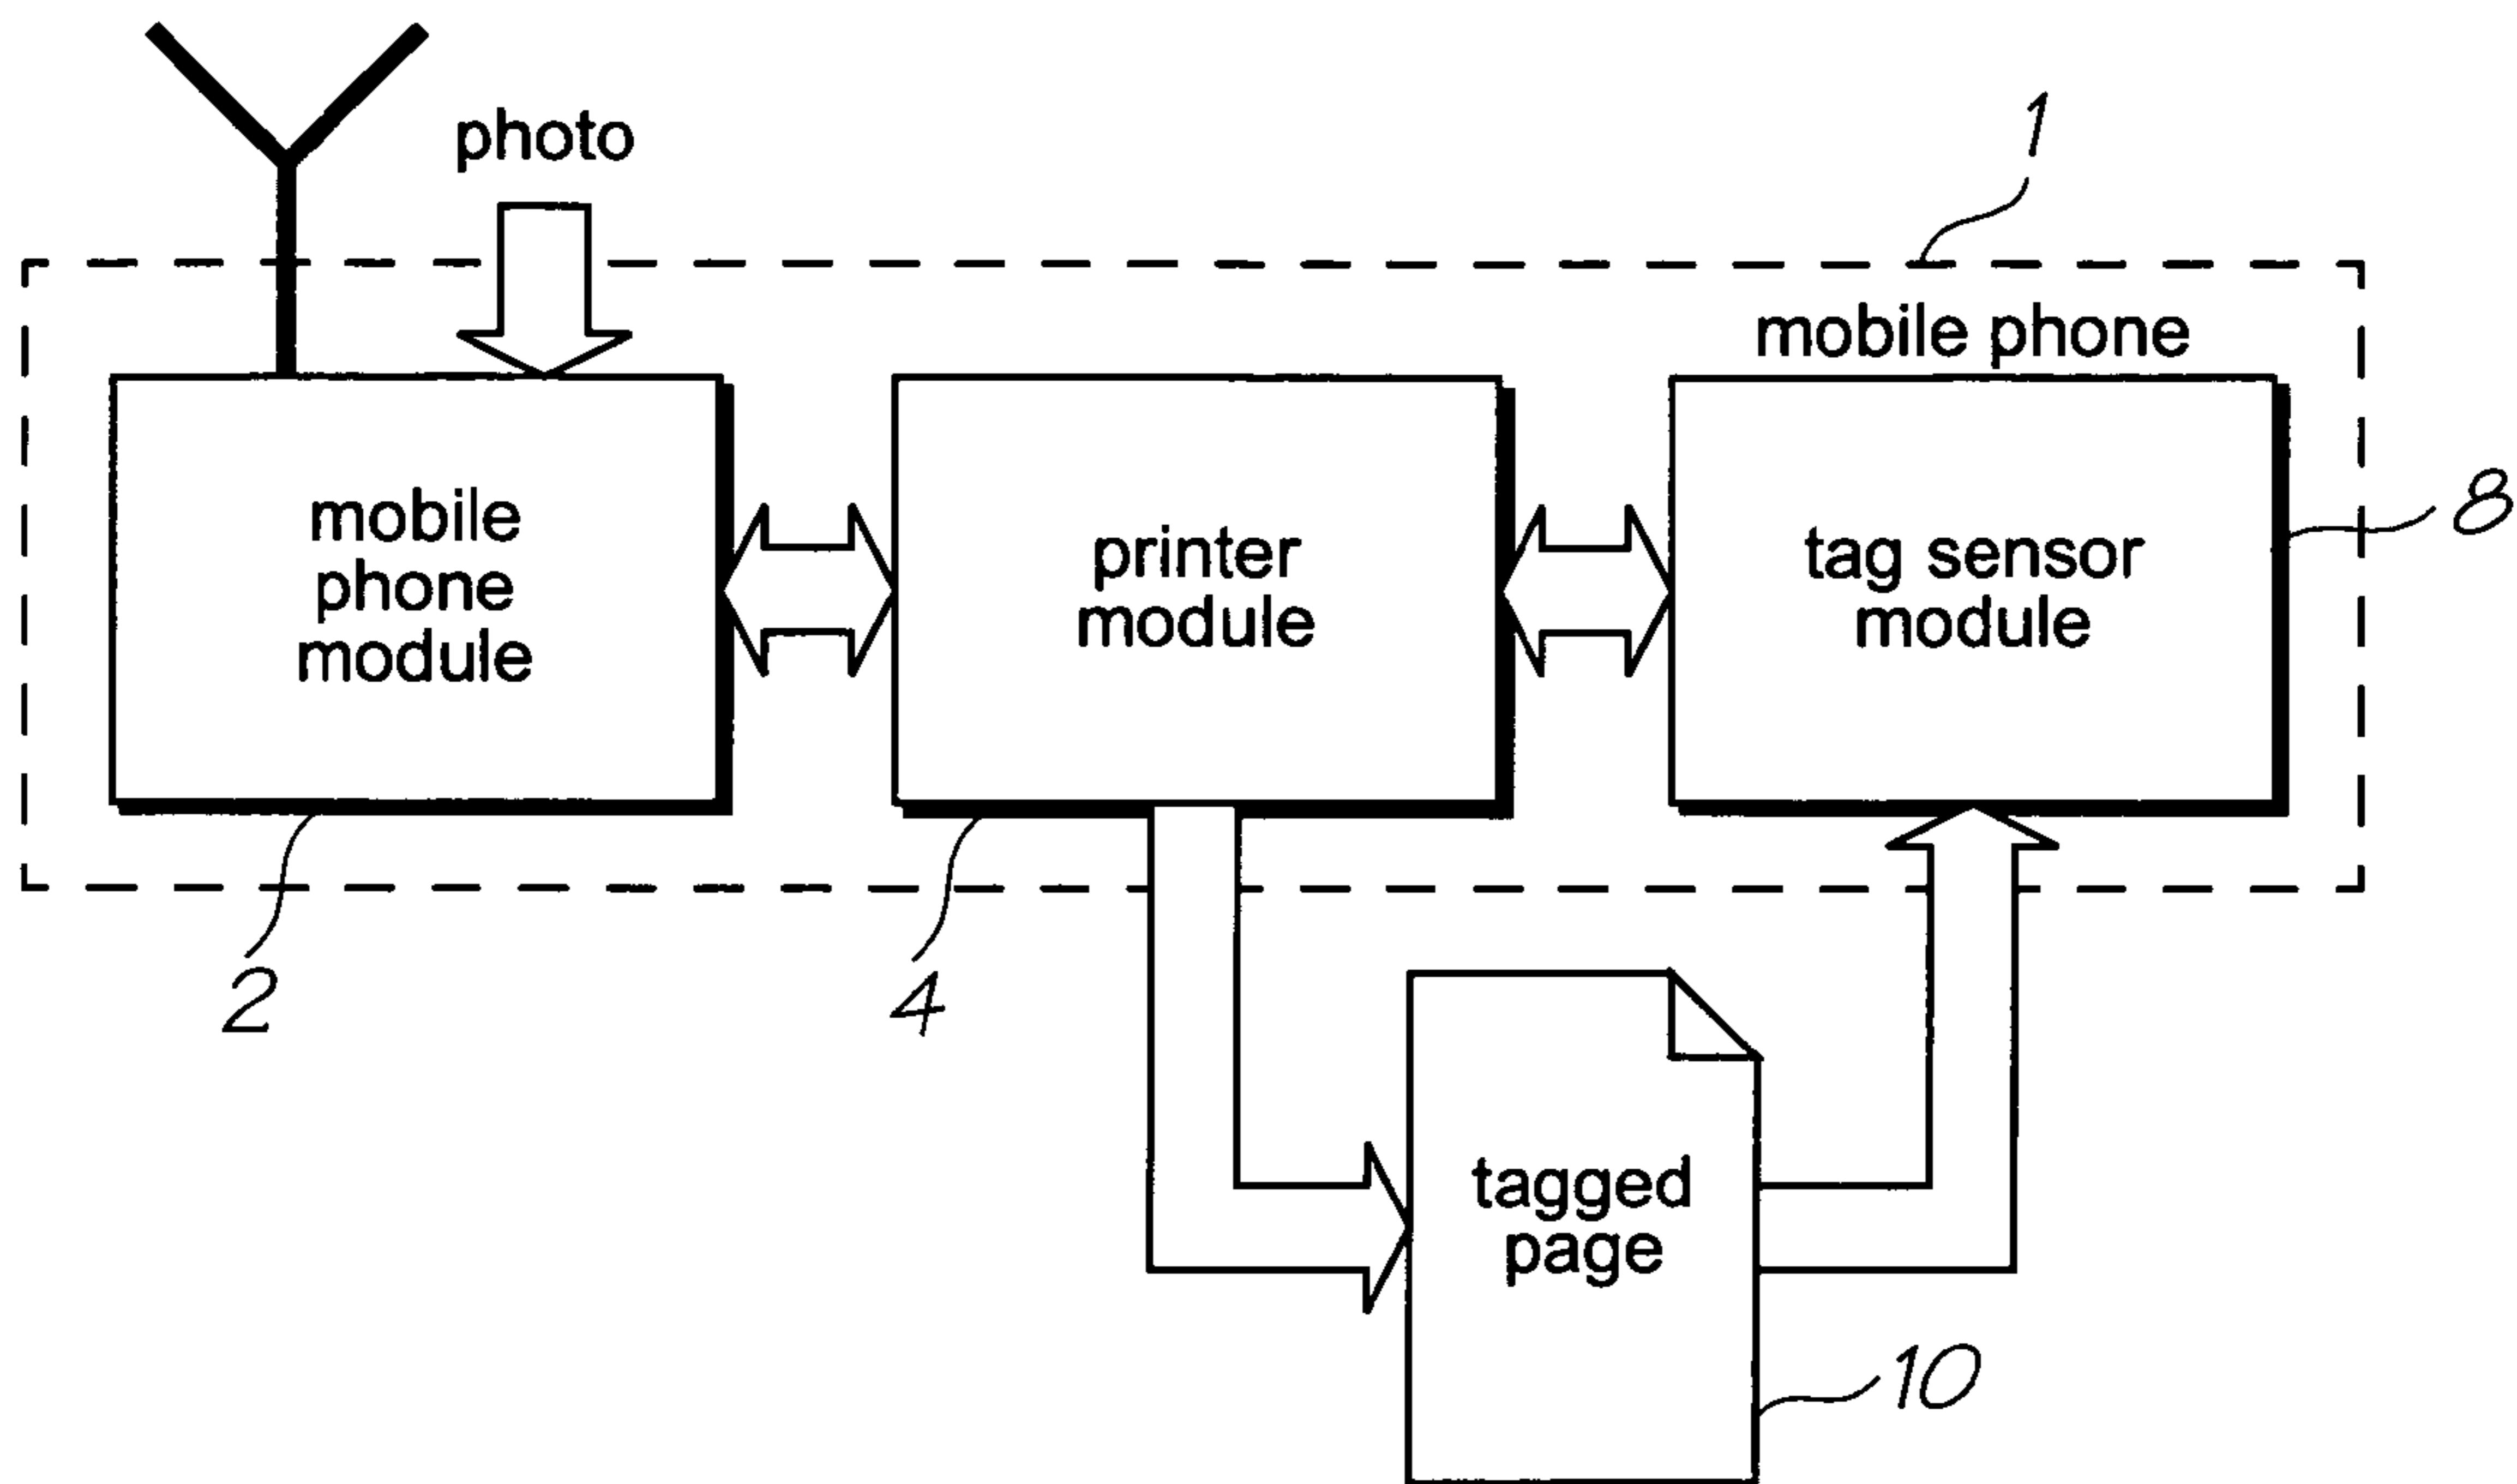 photo
1
mobile phone
mobile
phone
module
printer
module
tag sensor
module
8
2
4
tagged
page
10